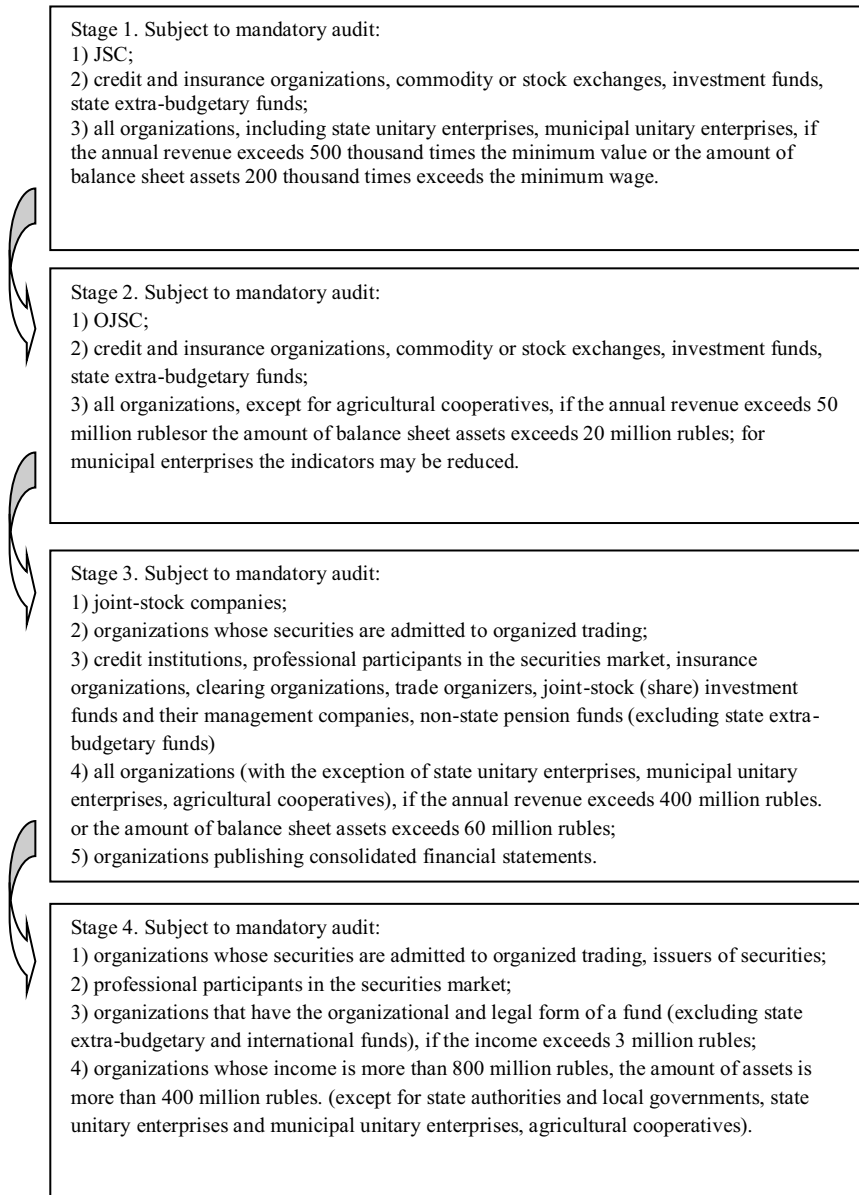 Stage 1. Subject to mandatory audit:
1) JSC;
2) credit and insurance organizations, commodity or stock exchanges, investment funds,
state extra-budgetary funds;
3) all organizations, including state unitary enterprises, municipal unitary enterprises, if
the annual revenue exceeds 500 thousand times the minimum value or the amount of
balance sheet assets 200 thousand times exceeds the minimum wage.
Stage 2. Subject to mandatory audit:
1) OJSC;
2) credit and insurance organizations, commodity or stock exchanges, investment funds,
state extra-budgetary funds;
3) all organizations, except for agricultural cooperatives, if the annual revenue exceeds 50
million rublesor the amount of balance sheet assets exceeds 20 million rubles; for
municipal enterprises the indicators may be reduced.
Stage 3. Subject to mandatory audit:
1) joint-stock companies;
2) organizations whose securities are admitted to organized trading;
3) credit institutions, professional participants in the securities market, insurance
organizations, clearing organizations, trade organizers, joint-stock (share) investment
funds and their management companies, non-state pension funds (excluding state extra-
budgetary funds)
4) all organizations (with the exception of state unitary enterprises, municipal unitary
enterprises, agricultural cooperatives), if the annual revenue exceeds 400 million rubles.
or the amount of balance sheet assets exceeds 60 million rubles;
5) organizations publishing consolidated financial statements.
Stage 4. Subject to mandatory audit:
1) organizations whose securities are admitted to organized trading, issuers of securities;
2) professional participants in the securities market;
3) organizations that have the organizational and legal form of a fund (excluding state
extra-budgetary and international funds), if the income exceeds 3 million rubles;
4) organizations whose income is more than 800 million rubles, the amount of assets is
more than 400 million rubles. (except for state authorities and local governments, state
unitary enterprises and municipal unitary enterprises, agricultural cooperatives).